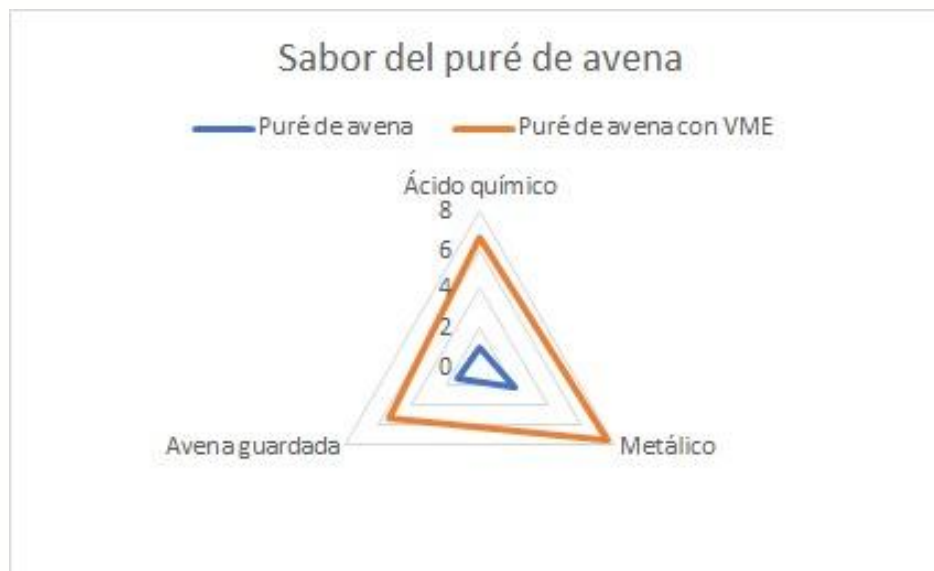 Sabor del puré de avena
Puré de avena
Puré de avena con VME
Ácido químico
8
6
4
2
0
Avena guardada
Metálico